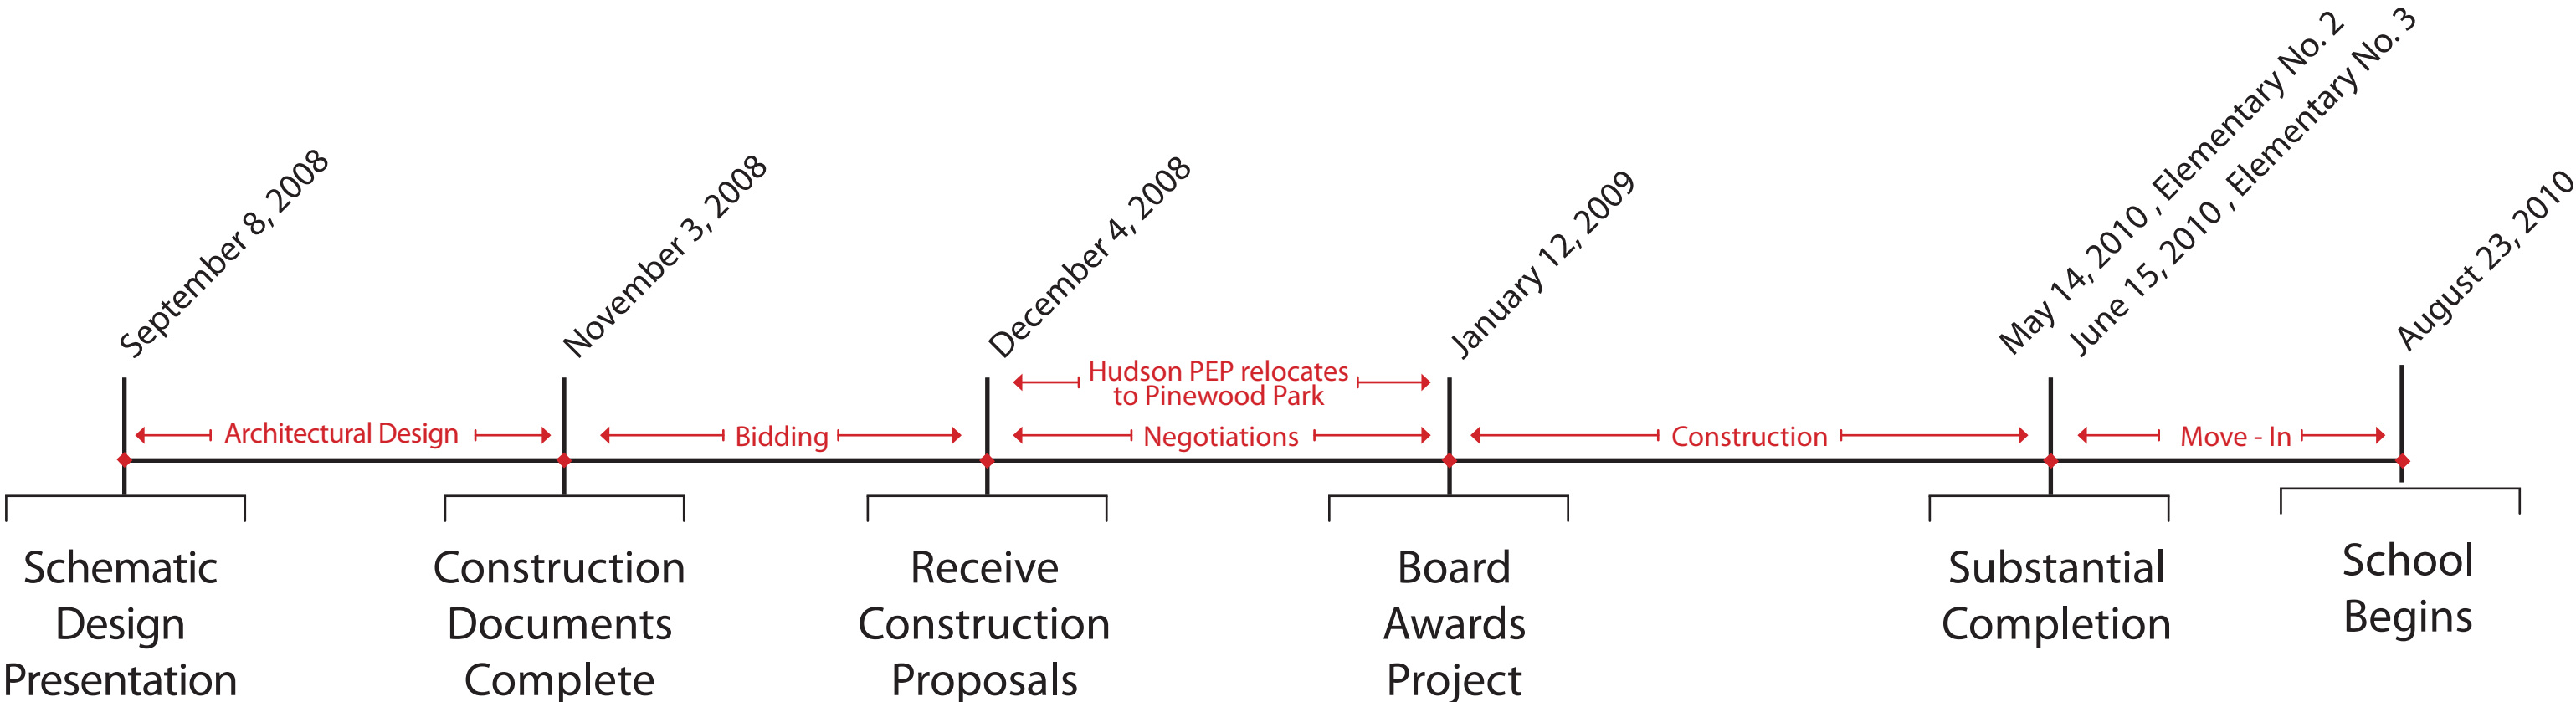 September 8, 2008
November 3, 2008
December 4, 2008
January 12, 2009
May 14, 2010 , Elementary No. 2
June 15, 2010 , Elementary No. 3
August 23, 2010
Hudson PEP relocates
to Pinewood Park
Architectural Design
Bidding
Negotiations
Construction
Move - In
Schematic
Design
Presentation
Construction
Documents
Complete
Receive
Construction
Proposals
Board
Awards
Project
Substantial
Completion
School
Begins